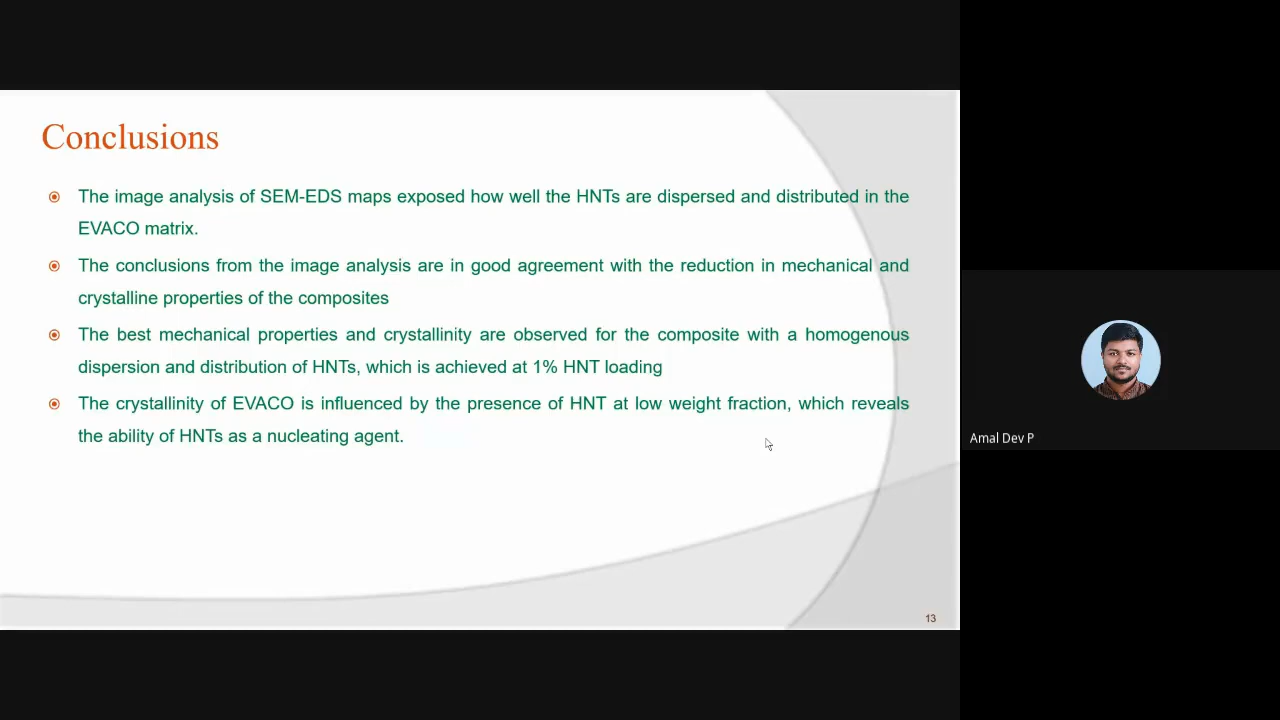 Conclusions
The image analysis of SEM-EDS maps exposed how well the HNTs are dispersed and distributed in the
EVACO matrix.
The conclusions from the image analysis are in good agreement with the reduction in mechanical and
crystalline properties of the composites
The best mechanical properties and crystallinity are observed for the composite with a homogenous
dispersion and distribution of HNTs, which is achieved at 1% HNT loading
The crystallinity of EVACO is influenced by the presence of HNT at low weight fraction, which reveals
the ability of HNTs as a nucleating agent.
13
Amal Dev P